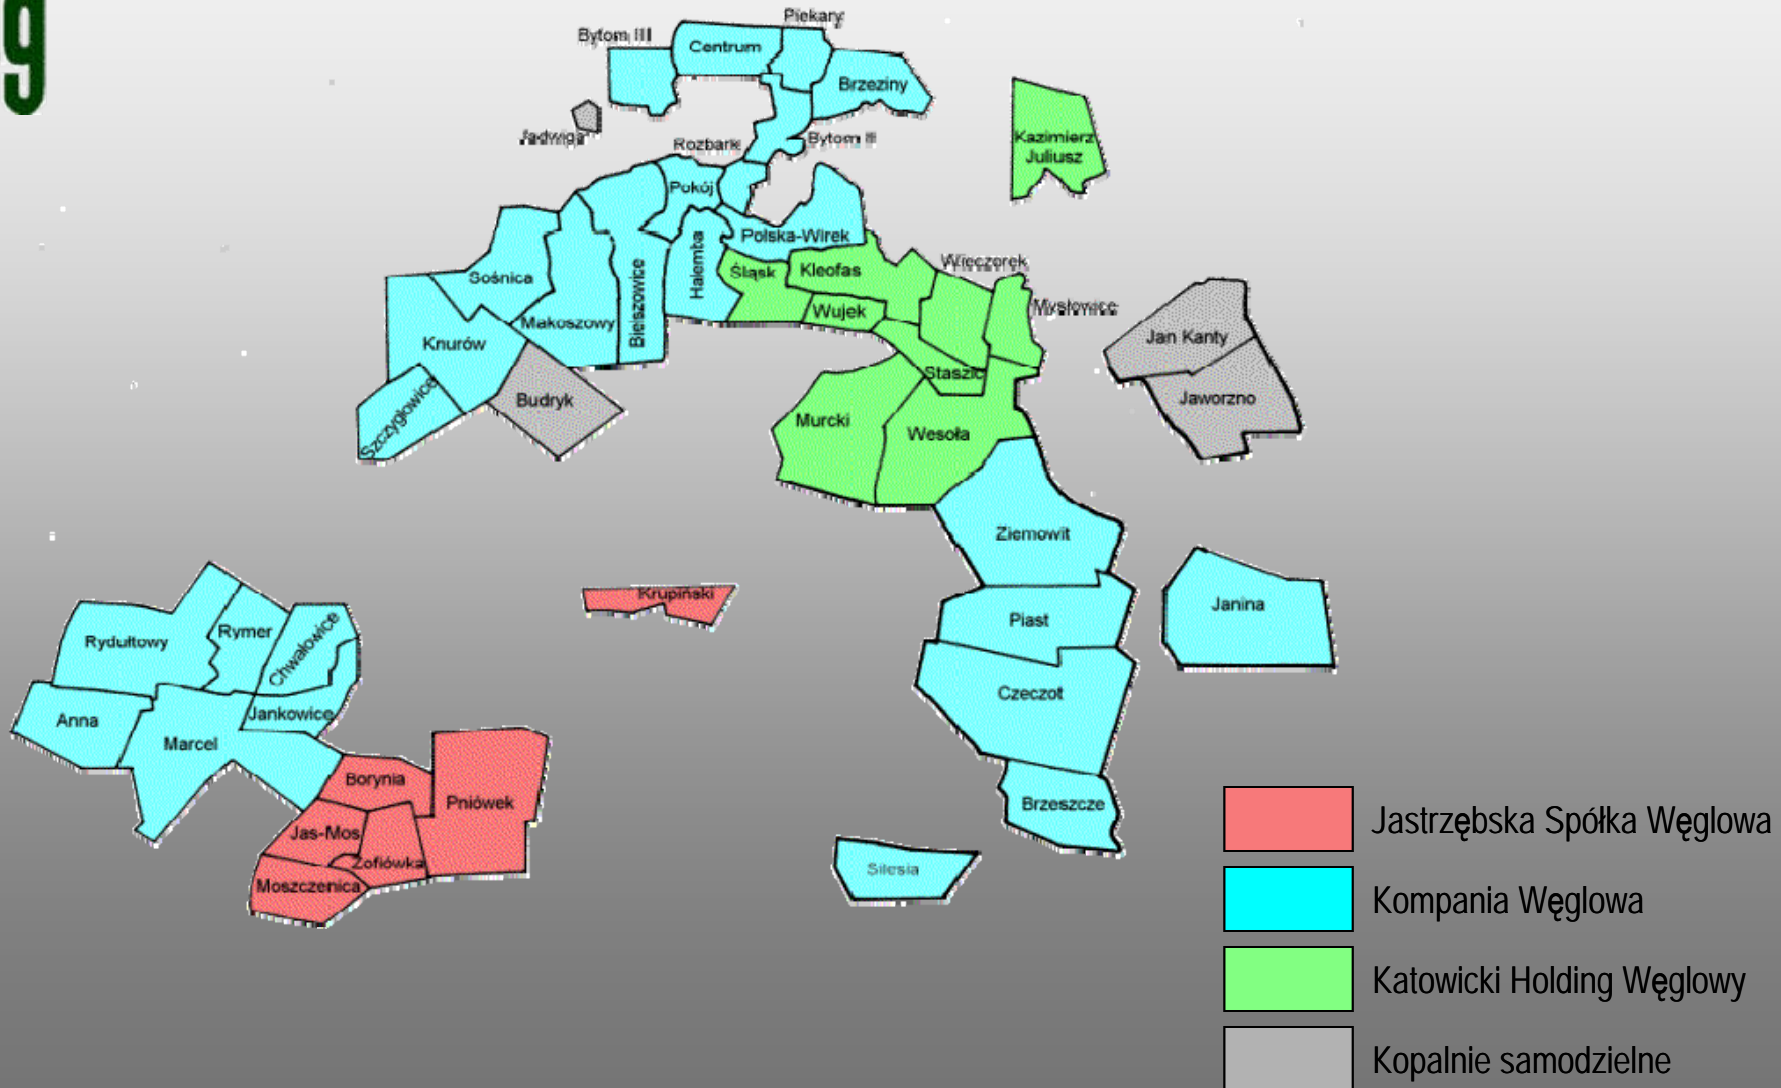 g
Piekary
Bytom III
Centrum
Brzeziny
Jadwiga
Rozbark
Bytom II
Kazimierz
Juliusz
Pokój
Polska-Wirek
Sośnica
Makoszowy
Bielszowice
Halemba
Śląsk
Kleofas
Wieczorek
Wujek
Mysłowice
Knurów
Jan Kanty
Staszic
Szczygłowice
Budryk
Jaworzno
Murcki
Wesoła
Ziemowit
Krupiński
Janina
Piast
Rydułtowy
Rymer
Chwałowice
Czeczot
Anna
Jankowice
Marcel
Borynia
Pniówek
Brzeszcze
Jas-Mos
Zofiówka
Moszczenica
Silesia
Jastrzębska Spółka Węglowa
Kompania Węglowa
Katowicki Holding Węglowy
Kopalnie samodzielne